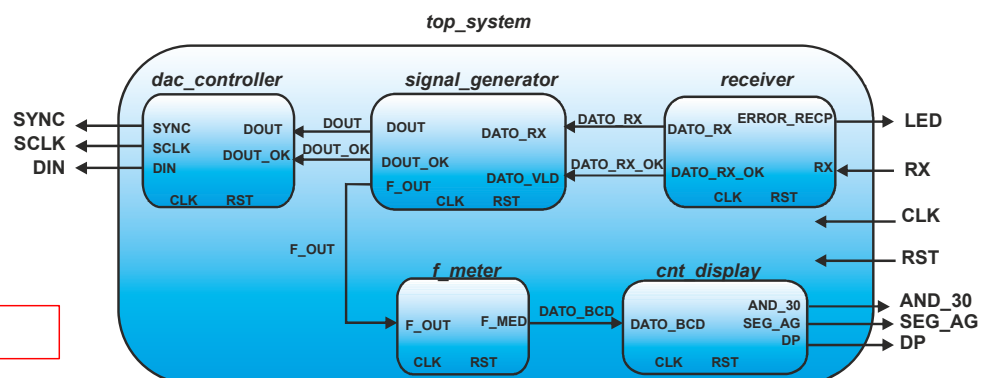 top_system
dac_controller signal_generator receiver
SYNC SYNC DOUT DOUT DOUT DATO_RX DATO_RX DATO_RX ERROR_RECP LED
SCLK SCLK DOUT_OK DOUT_OK DOUT_OK
DIN DIN DATO_VLD DATO_RX_OK DATO_RX_OK RX RX
F_OUT
CLK RST CLK RST CLK RST
CLK
F_OUT
RST
f_meter cnt_display
F_OUT F_MED DATO_BCD DATO_BCD AND_30 AND_30
SEG_AG SEG_AG
DP DP
CLK RST CLK RST